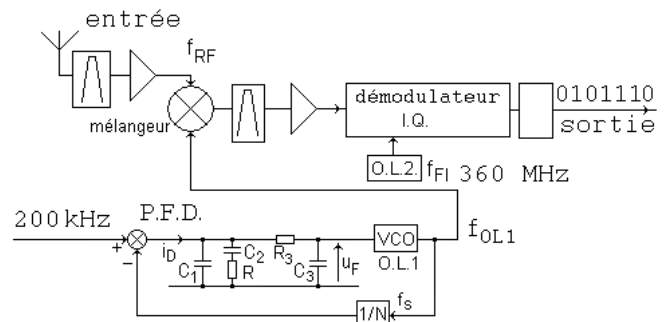 entrée
f_RF
mélangeur
démodulateur
I.Q.
0101110
sortie
O.L.2.
f_FI 360 MHz
200 kHz
P.F.D.
+
−
i_D
C_1
C_2
R
R_3
C_3
u_F
VCO
O.L.1
f_OL1
1/N
f_s